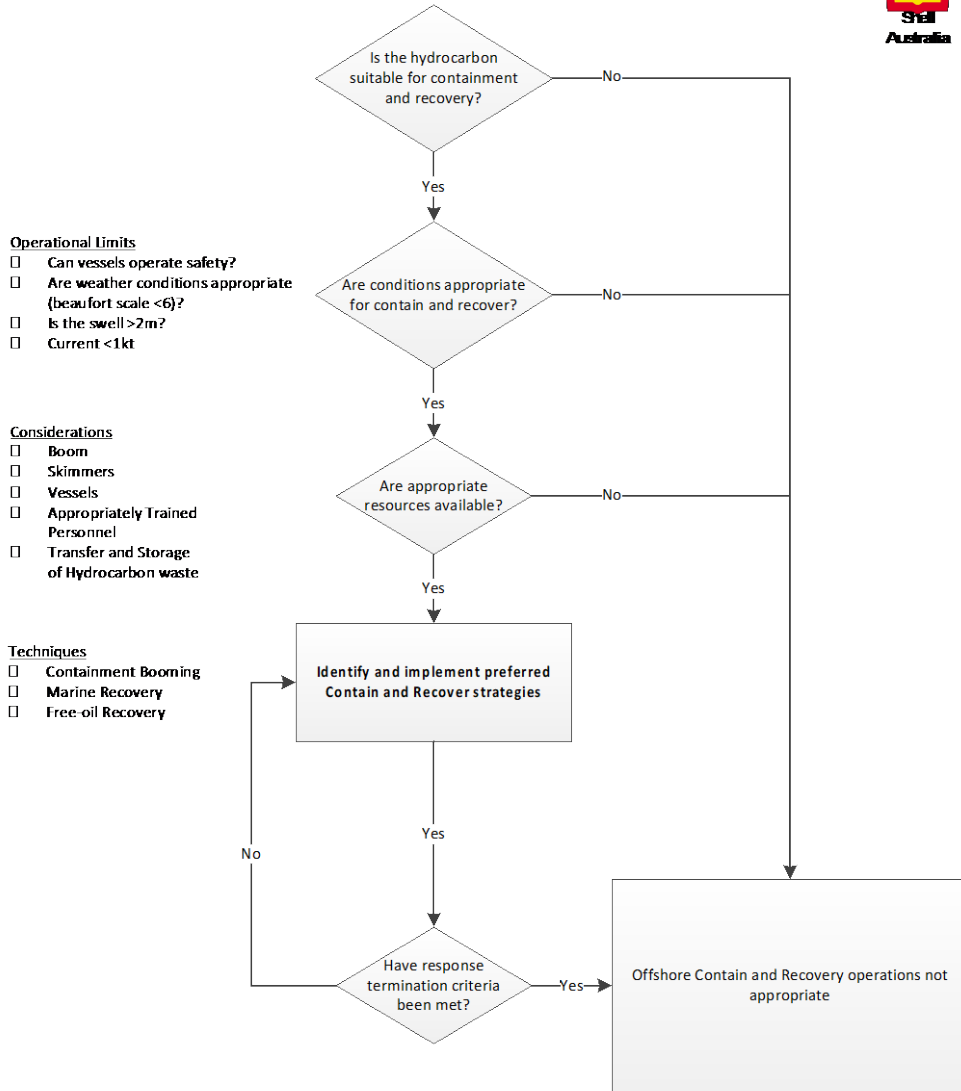 Shell
Australia
Is the hydrocarbon
suitable for containment
and recovery?
No
Yes
Operational Limits
Can vessels operate safety?
Are weather conditions appropriate
(beaufort scale <6)?
Is the swell >2m?
Current <1kt
Are conditions appropriate
for contain and recover?
No
Yes
Considerations
Boom
Skimmers
Vessels
Appropriately Trained
Personnel
Transfer and Storage
of Hydrocarbon waste
Are appropriate
resources available?
No
Yes
Techniques
Containment Booming
Marine Recovery
Free-oil Recovery
Identify and implement preferred
Contain and Recover strategies
Yes
No
Have response
termination criteria
been met?
Yes
Offshore Contain and Recovery operations not
appropriate